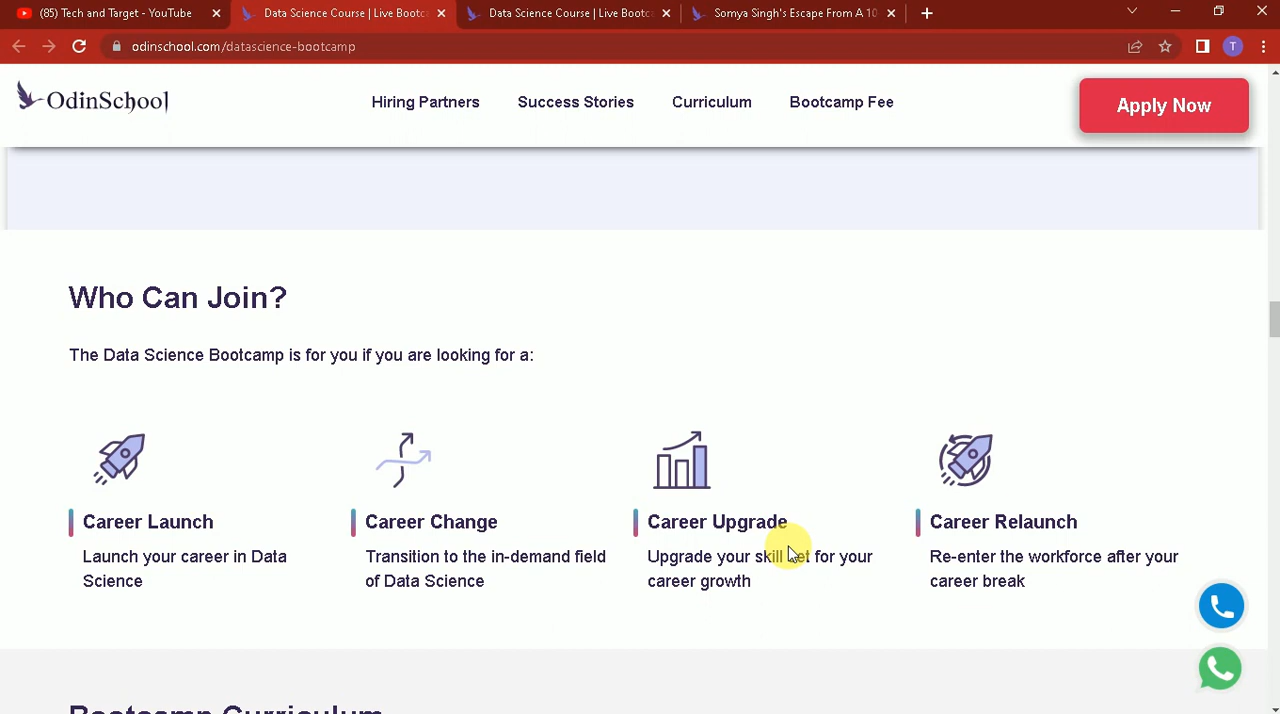 (85) Tech and Target - YouTube
Data Science Course | Live Bootc
Data Science Course | Live Bootc
Somya Singh's Escape From A 10
odinschool.com/datascience-bootcamp
T
OdinSchool
Hiring Partners
Success Stories
Curriculum
Bootcamp Fee
Apply Now
Who Can Join?
The Data Science Bootcamp is for you if you are looking for a:
Career Launch
Launch your career in Data
Science
Career Change
Transition to the in-demand field
of Data Science
Career Upgrade
Upgrade your skill set for your
career growth
Career Relaunch
Re-enter the workforce after your
career break
Bootcamp Curriculum